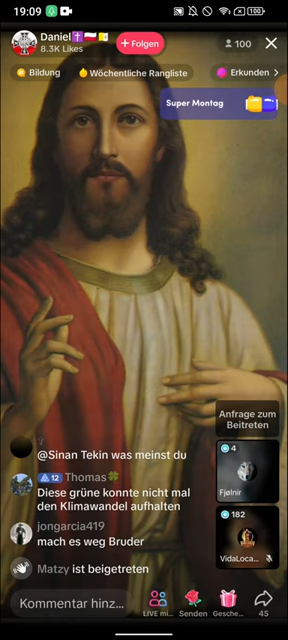 19:09
100
Daniel✝️🇵🇱🇻🇦
8.3K Likes
+ Folgen
100
Bildung
Wöchentliche Rangliste
Erkunden >
Super Montag
Anfrage zum
Beitreten
@Sinan Tekin was meinst du
12 Thomas🍀
Diese grüne konnte nicht mal
den Klimawandel aufhalten
4
Fjølnir
jongarcia419
mach es weg Bruder
182
VidaLoca...
Matzy ist beigetreten
Kommentar hinz...
LIVE mi...
Senden
Gesche...
45